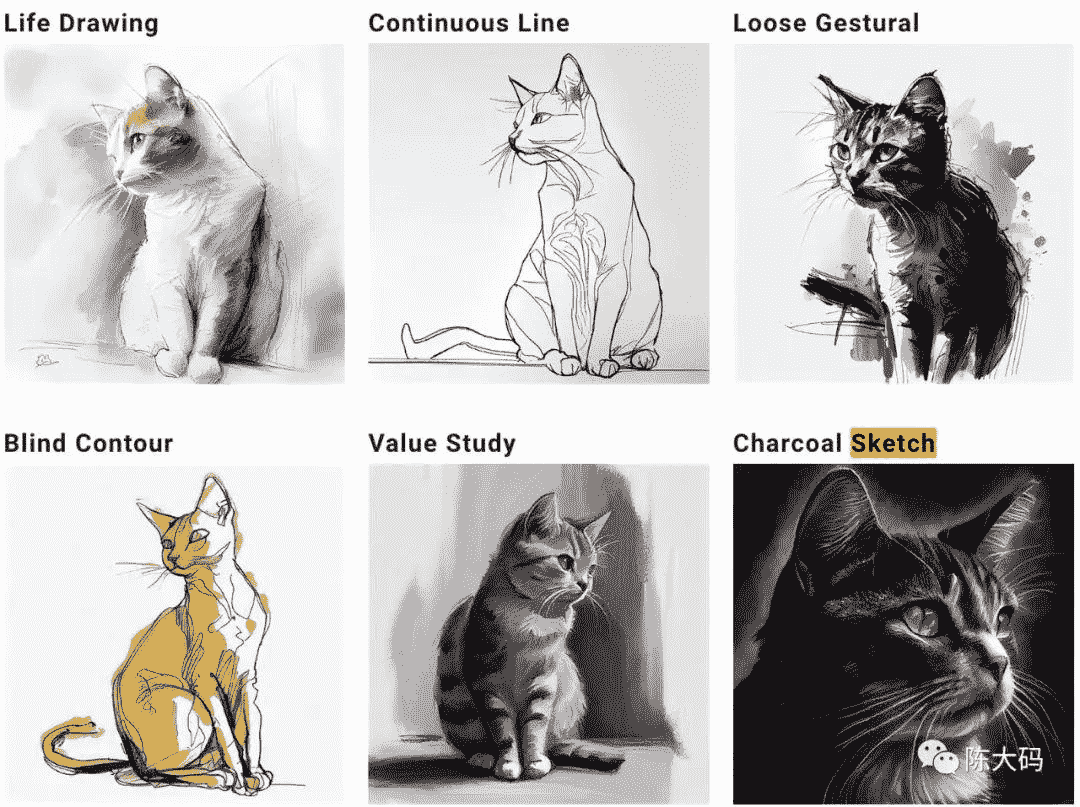 Life Drawing
Continuous Line
Loose Gestural
Blind Contour
Value Study
Charcoal Sketch
陈大码